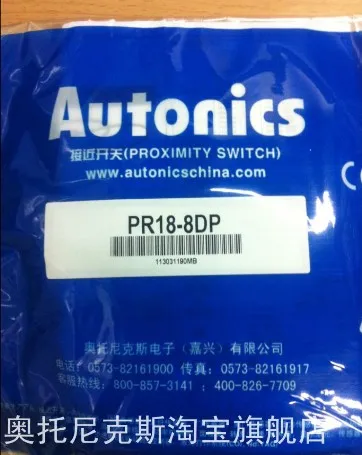 Autonics
接近开关(PROXIMITY SWITCH)
www.autonicschina.com
PR18-8DP
113031190MB
奥托尼克斯电子（嘉兴）有限公司
电话：0573-82161900 传真：0573-82161917
客服热线：800-857-3141 ；400-826-7709
奥托尼克斯淘宝旗舰店